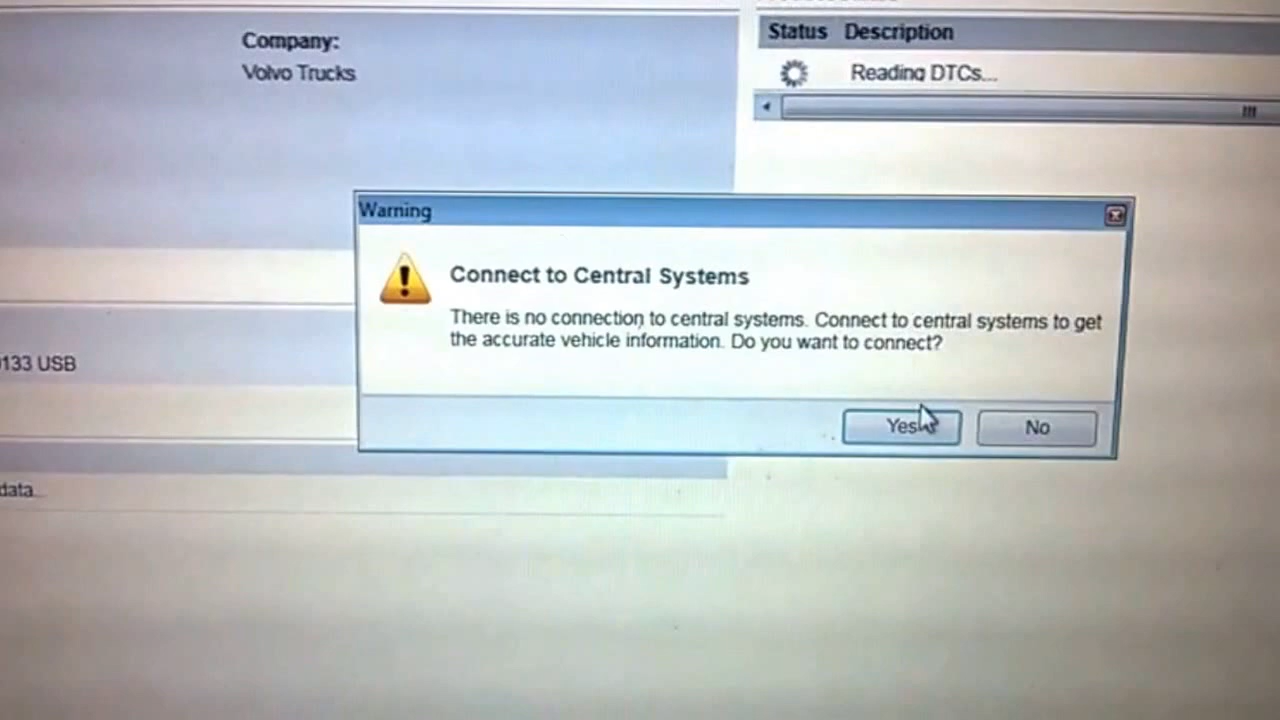 Company:
Volvo Trucks
Status Description
Reading DTCs...
Warning
Connect to Central Systems
There is no connection to central systems. Connect to central systems to get
the accurate vehicle information. Do you want to connect?
133 USB
Yes
No
data